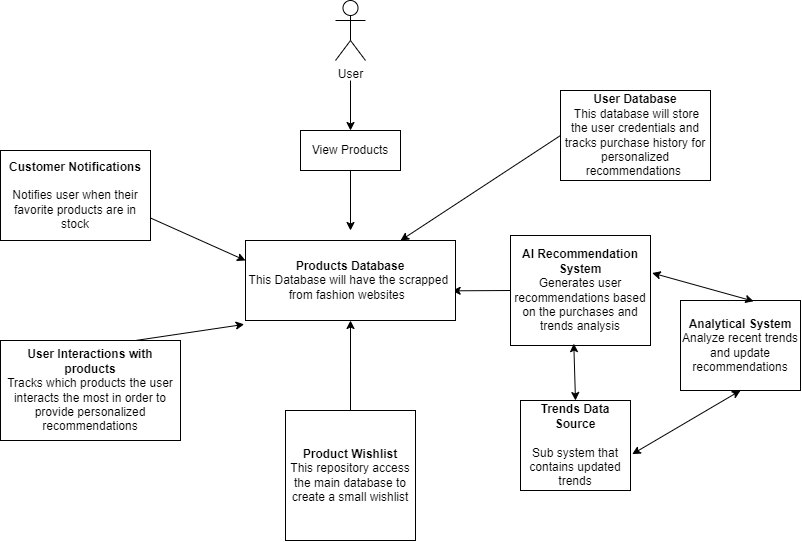 User
View Products
User Database
This database will store
the user credentials and
tracks purchase history for
personalized
recommendations
Customer Notifications
Notifies user when their
favorite products are in
stock
Products Database
This Database will have the scrapped
from fashion websites
AI Recommendation
System
Generates user
recommendations based
on the purchases and
trends analysis
Analytical System
Analyze recent trends
and update
recommendations
User Interactions with
products
Tracks which products the user
interacts the most in order to
provide personalized
recommendations
Product Wishlist
This repository access
the main database to
create a small wishlist
Trends Data
Source
Sub system that
contains updated
trends